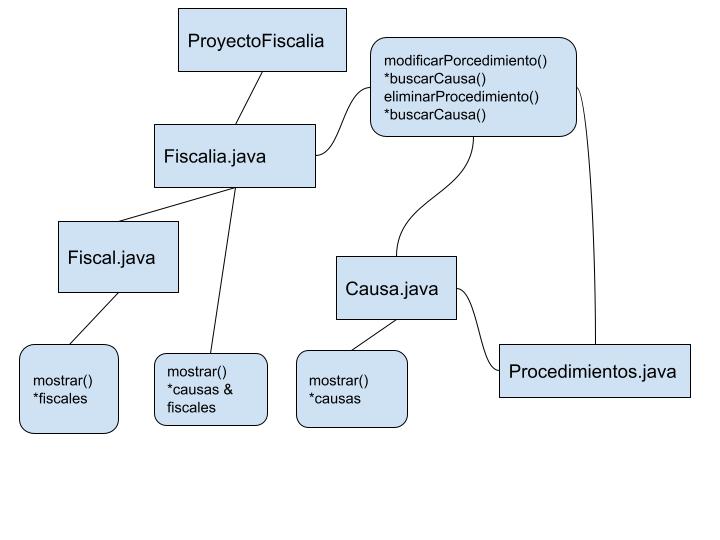 ProyectoFiscalia
modificarPorcedimiento()
*buscarCausa()
eliminarProcedimiento()
*buscarCausa()
Fiscalia.java
Fiscal.java
Causa.java
Procedimientos.java
mostrar()
*fiscales
mostrar()
*causas &
fiscales
mostrar()
*causas